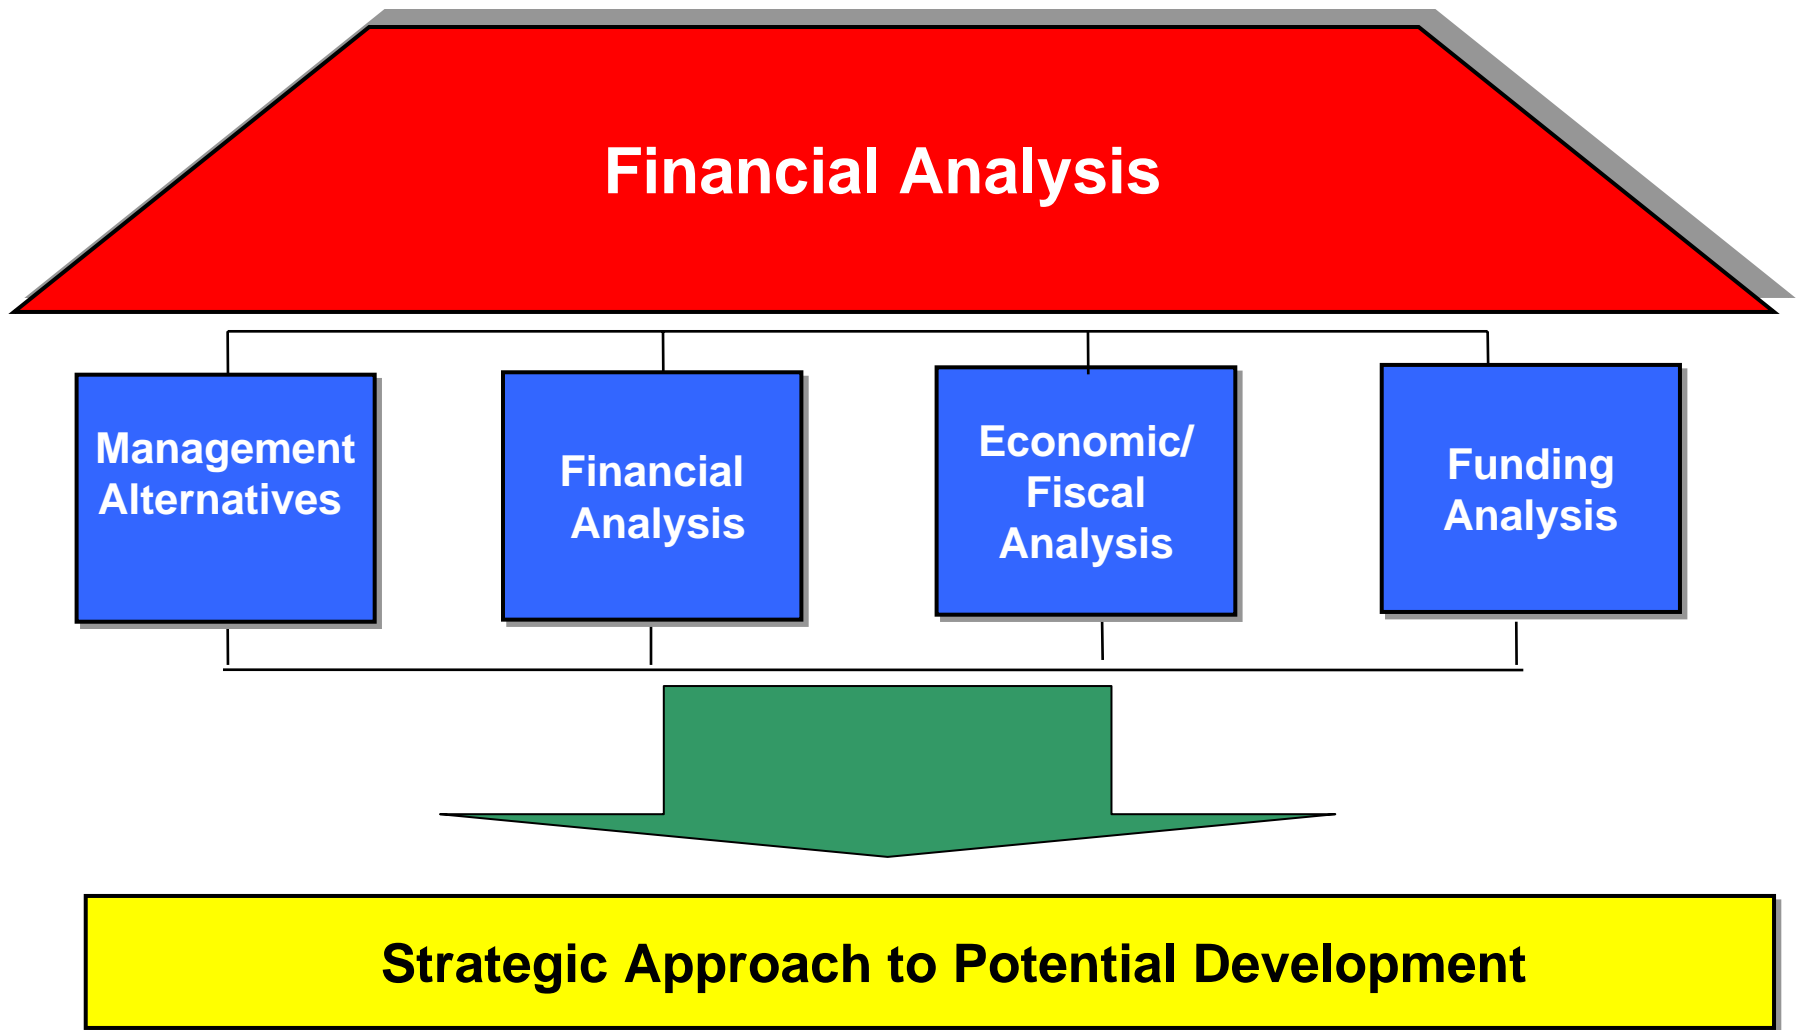 Financial Analysis
Management
Alternatives
Financial
Analysis
Economic/
Fiscal
Analysis
Funding
Analysis
Strategic Approach to Potential Development